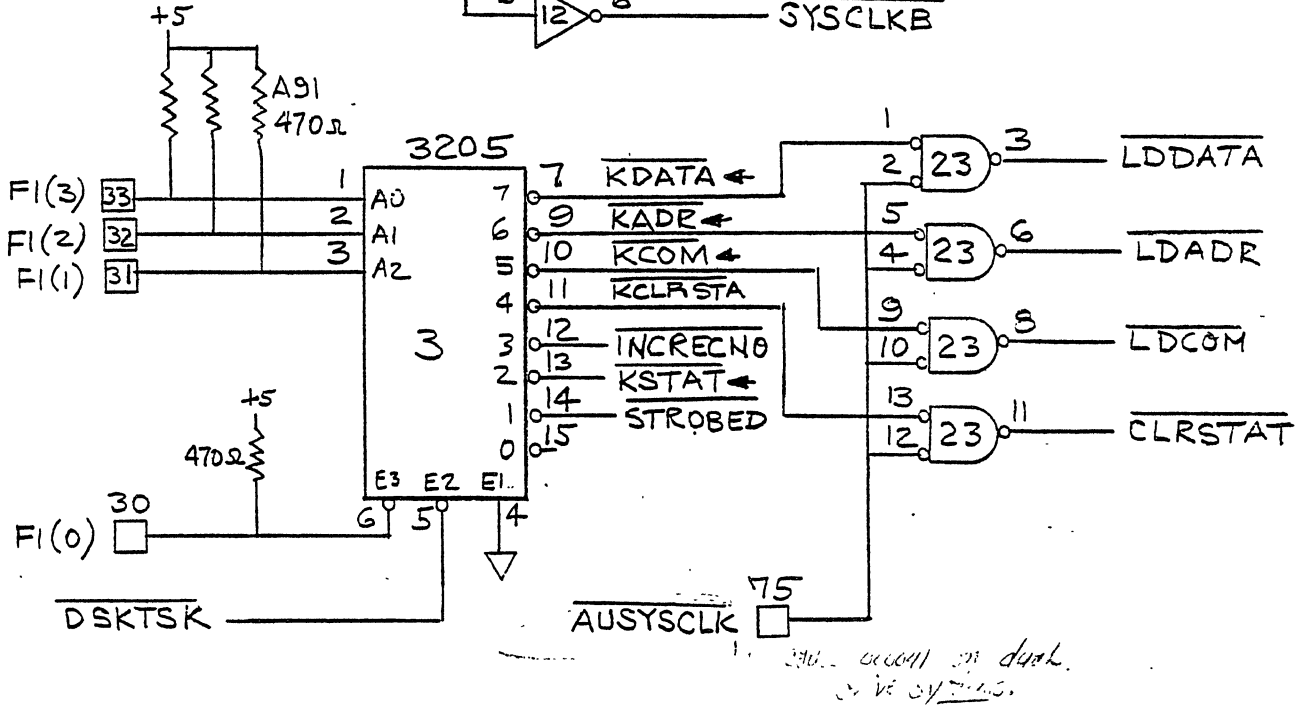 +5
12
SYSCLKB
A91
470Ω
3205
F1(3) 33 1 A0
F1(2) 32 2 A1
F1(1) 31 3 A2
3
7 7 KDATA
6 9 KADR
5 10 KCOM
4 11 KCLRSTA
3 12 INCRECNO
2 13 KSTAT
1 14 STROBED
0 15
E3 E2 E1
6 5 4
+5
470Ω
F1(0) 30
DSKTSK
1 2 23 3 LDDATA
5 4 23 6 LDADR
9 10 23 8 LDCOM
13 12 23 11 CLRSTAT
75
AUSYSCLK